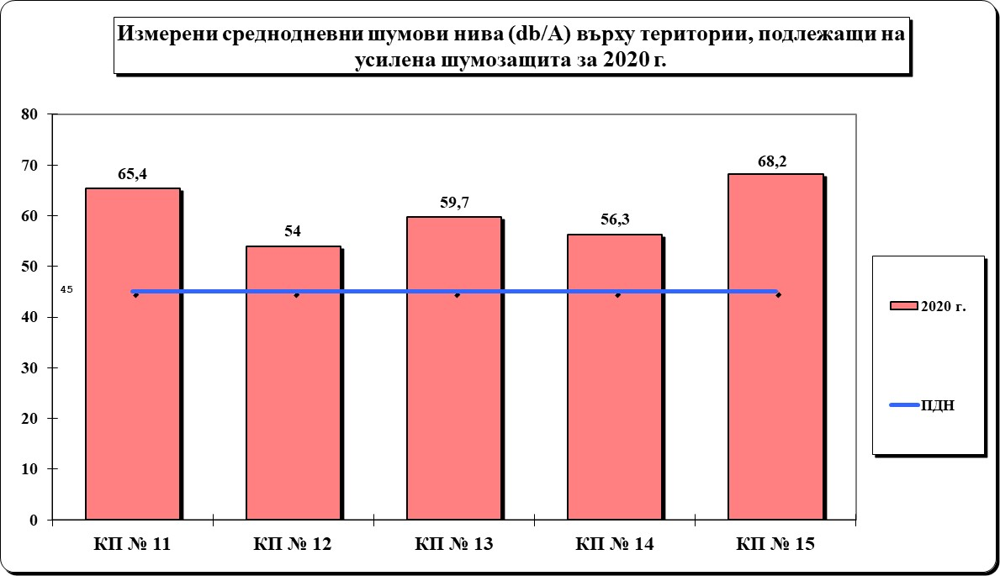 Измерени среднодневни шумови нива (db/A) върху територии, подлежащи на
усилена шумозащита за 2020 г.
80
70
60
50
45
40
30
20
10
0
65,4
54
59,7
56,3
68,2
КП № 11
КП № 12
КП № 13
КП № 14
КП № 15
2020 г.
ПДН